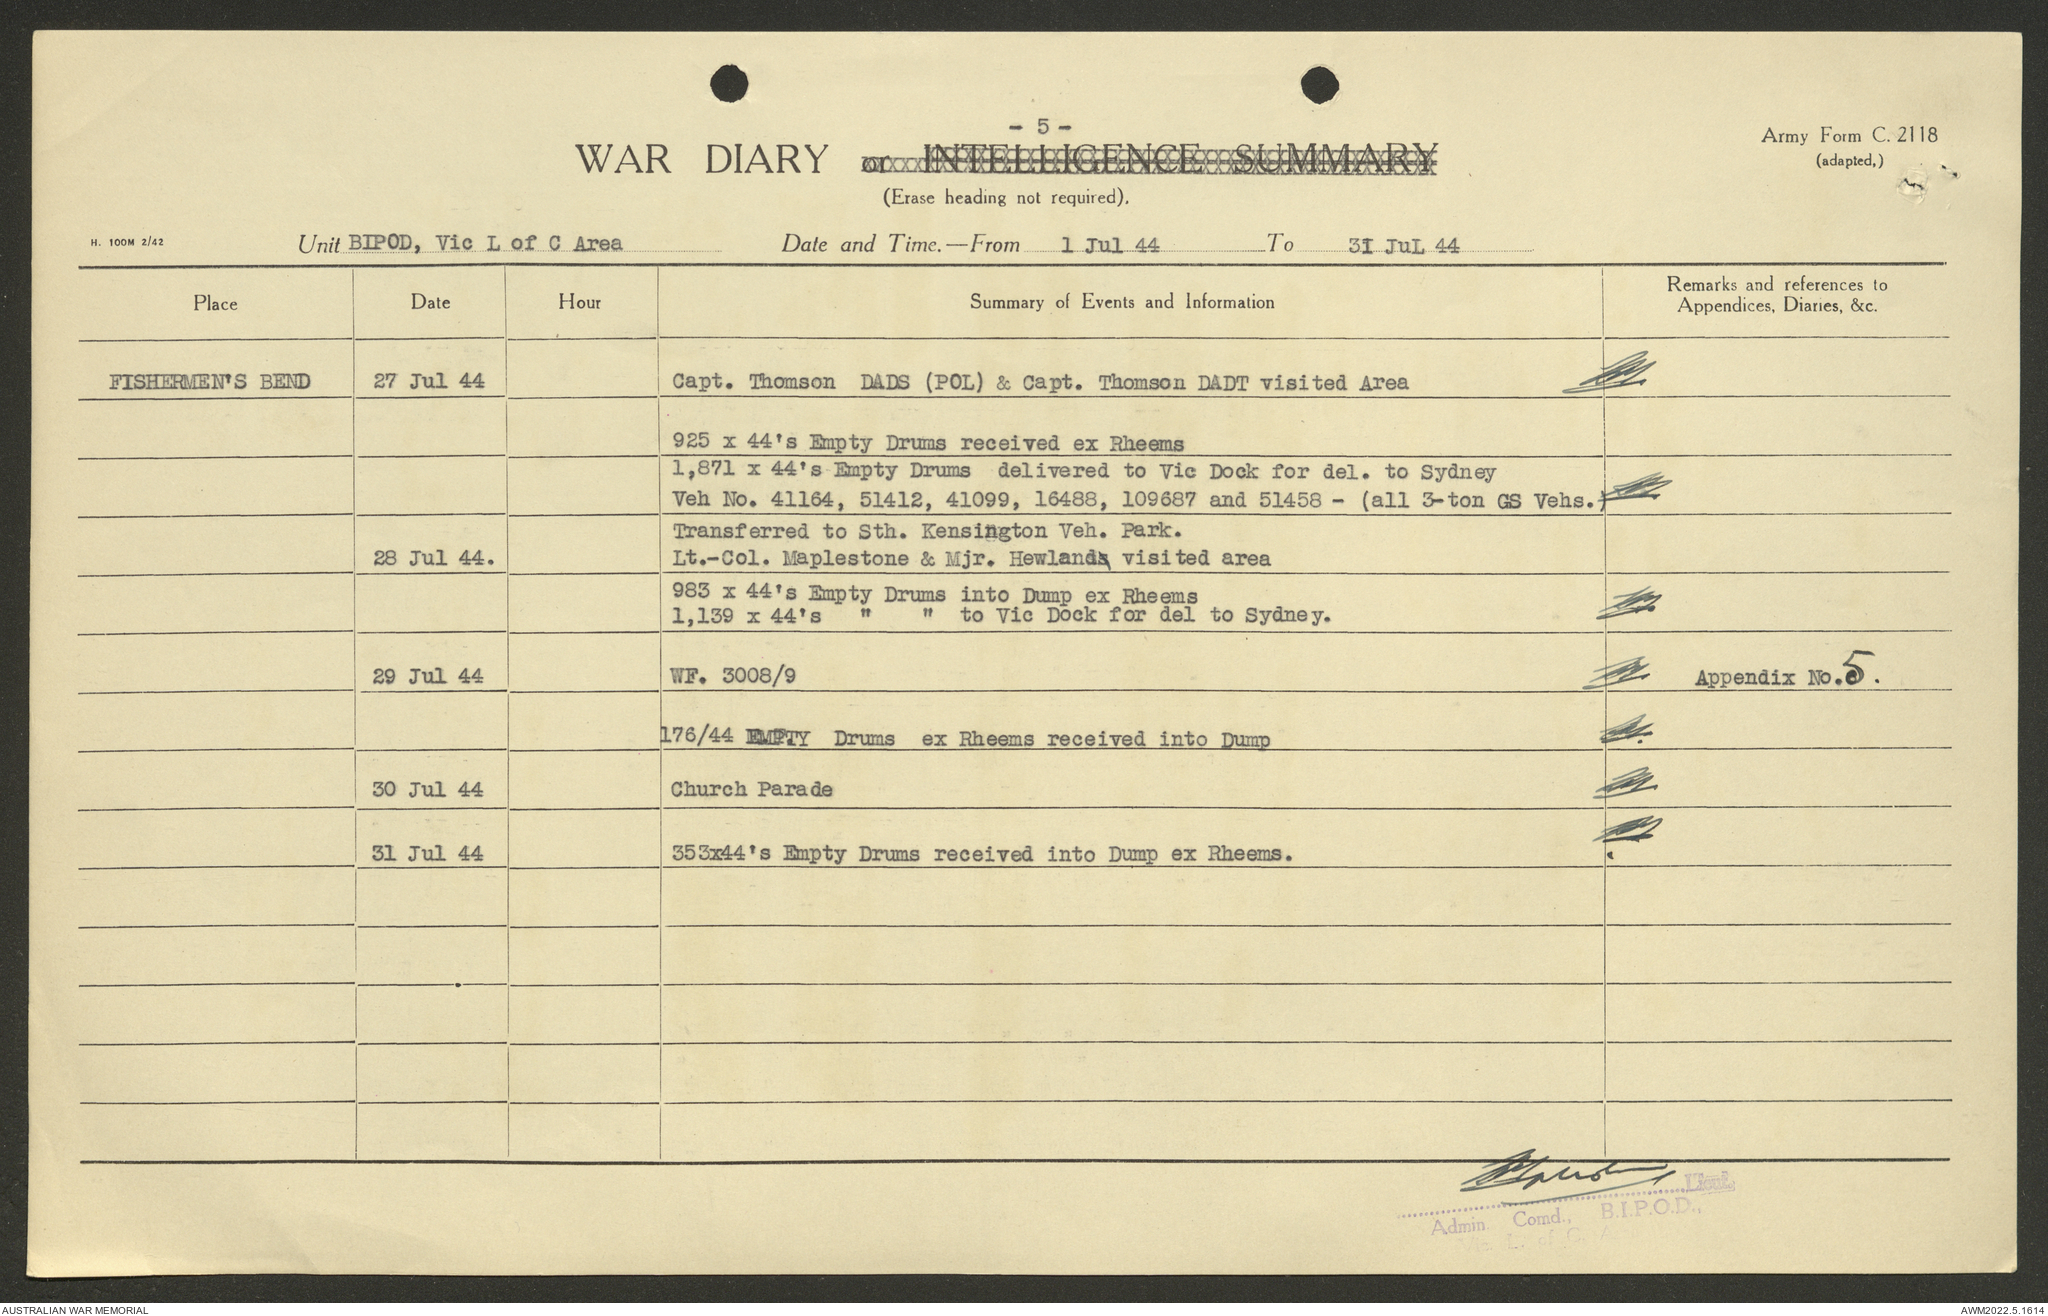 - 5 -
WAR DIARY or INTELLIGENCE SUMMARY
(Erase heading not required).
Army Form C. 2118
(adapted,)
H. 100M 2/42
Unit BIPOD, Vic L of C Area Date and Time.—From 1 Jul 44 To 31 JuL 44
Place Date Hour Summary of Events and Information Remarks and references to
Appendices, Diaries, &c.
FISHERMEN'S BEND 27 Jul 44 Capt. Thomson DADS (POL) & Capt. Thomson DADT visited Area
925 x 44's Empty Drums received ex Rheems
1,871 x 44's Empty Drums delivered to Vic Dock for del. to Sydney
Veh No. 41164, 51412, 41099, 16488, 109687 and 51458 - (all 3-ton GS Vehs.)
Transferred to Sth. Kensington Veh. Park.
28 Jul 44. Lt.-Col. Maplestone & Mjr. Hewland visited area
983 x 44's Empty Drums into Dump ex Rheems
1,139 x 44's " " to Vic Dock for del to Sydney.
29 Jul 44 WF. 3008/9 Appendix No. 5.
176/44 EMPTY Drums ex Rheems received into Dump
30 Jul 44 Church Parade
31 Jul 44 353x44's Empty Drums received into Dump ex Rheems.
Lieut.
Admin. Comd., B.I.P.O.D.,
Vic L. of C. A
AUSTRALIAN WAR MEMORIAL
AWM2022.5.1614